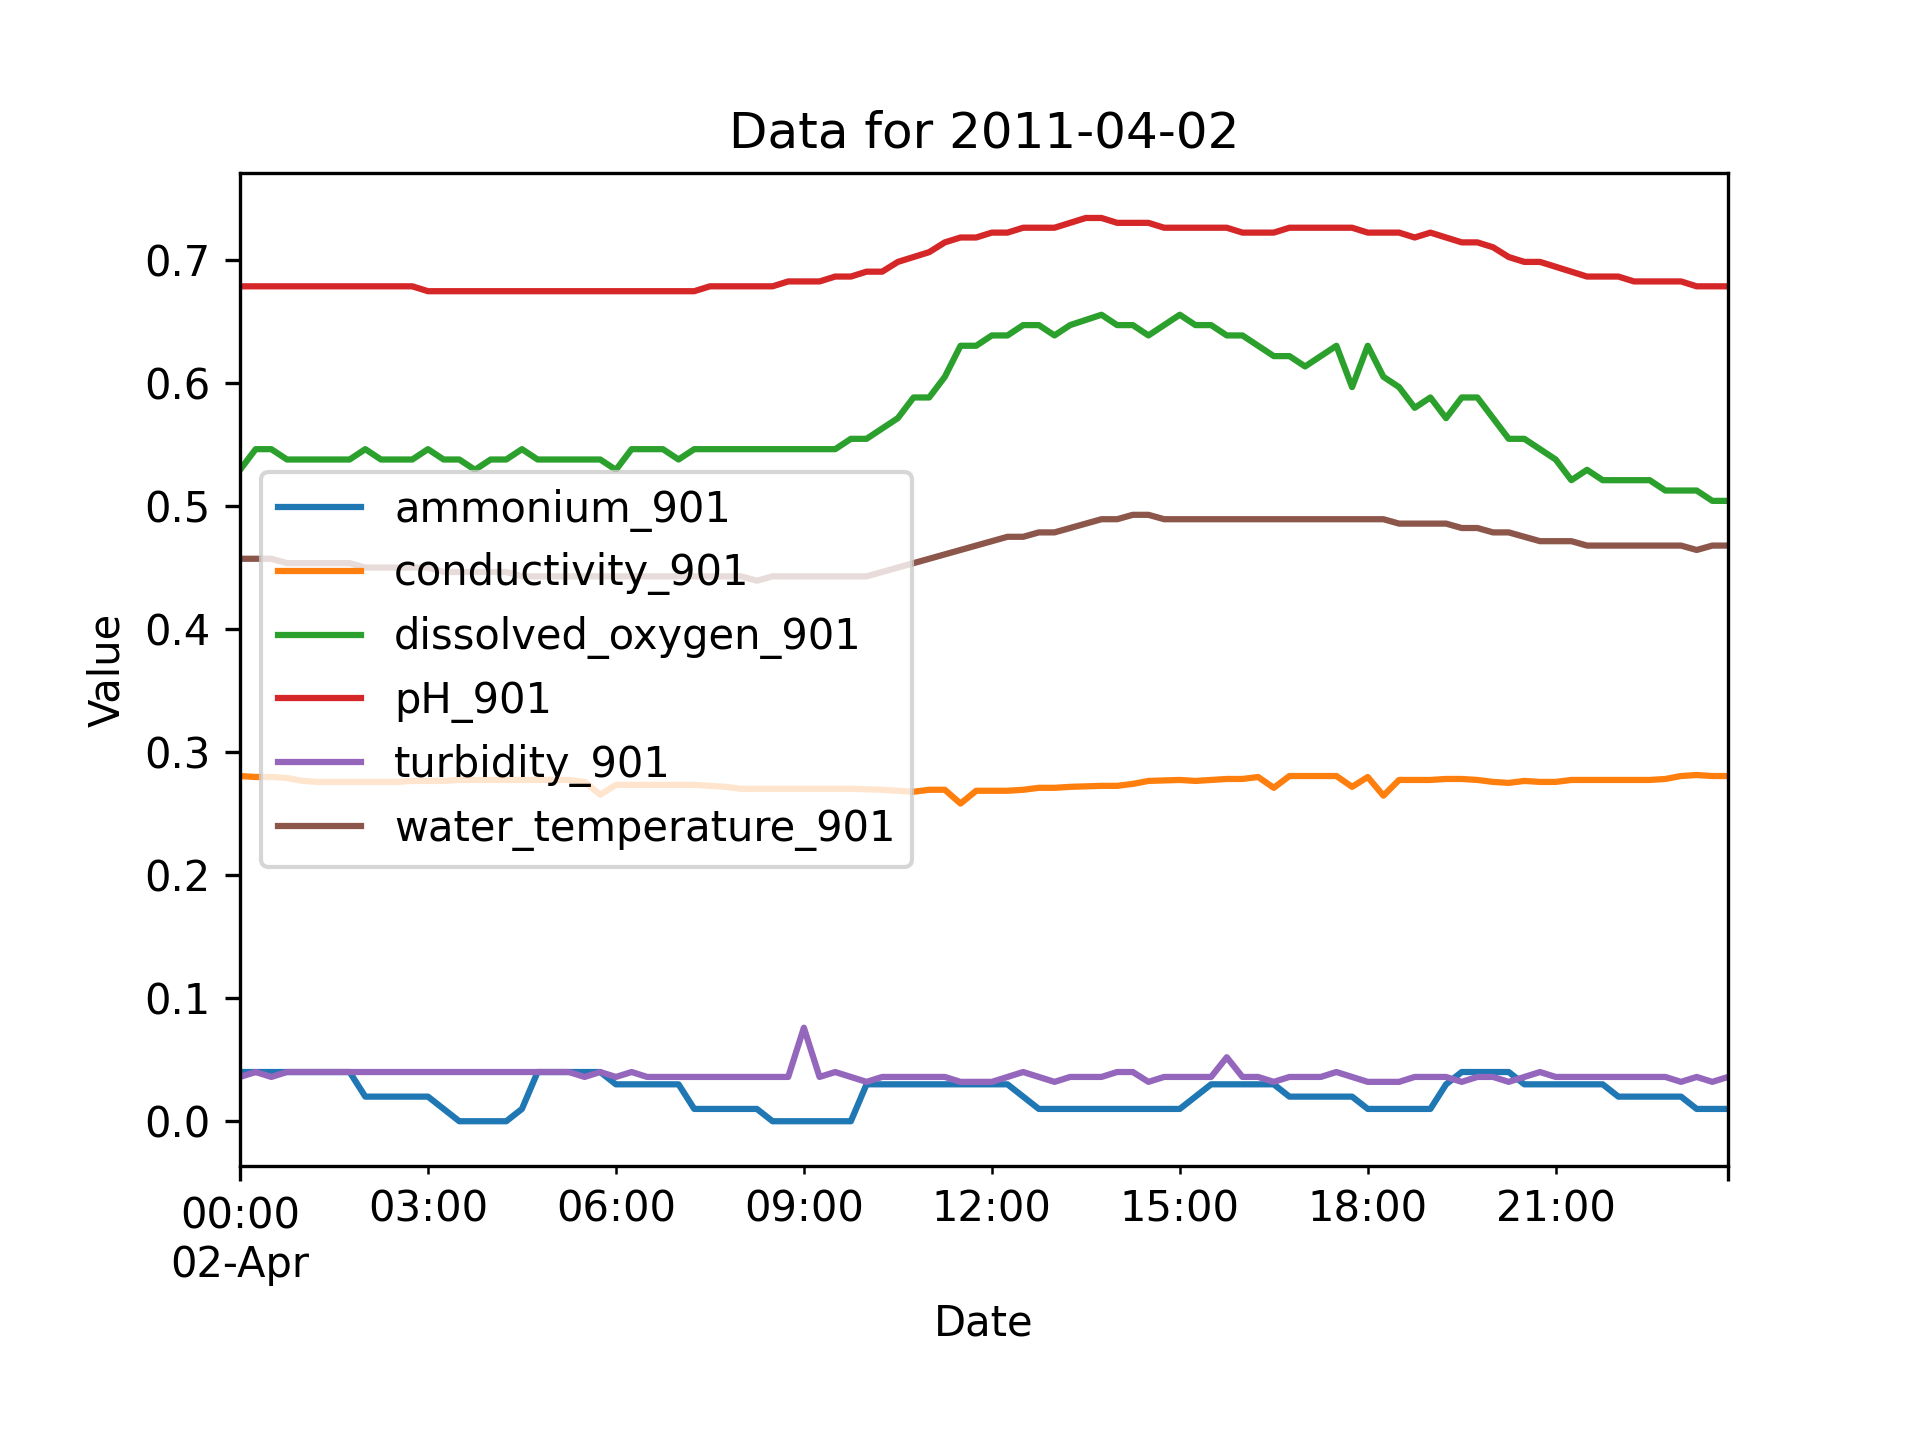 Data for 2011-04-02
Value
0.7
0.6
0.5
0.4
0.3
0.2
0.1
0.0
ammonium_901
conductivity_901
dissolved_oxygen_901
pH_901
turbidity_901
water_temperature_901
00:00 03:00 06:00 09:00 12:00 15:00 18:00 21:00
02-Apr
Date